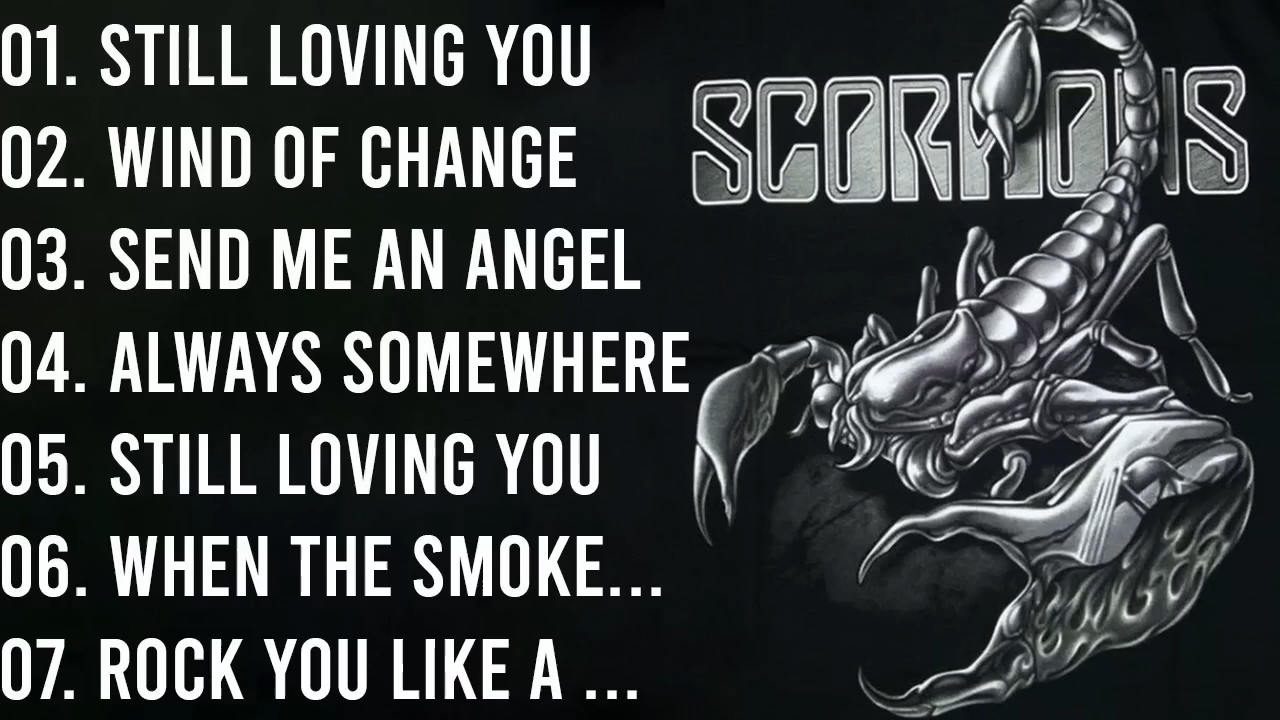 01. STILL LOVING YOU
02. WIND OF CHANGE
03. SEND ME AN ANGEL
04. ALWAYS SOMEWHERE
05. STILL LOVING YOU
06. WHEN THE SMOKE...
07. ROCK YOU LIKE A ...
SCORPIONS